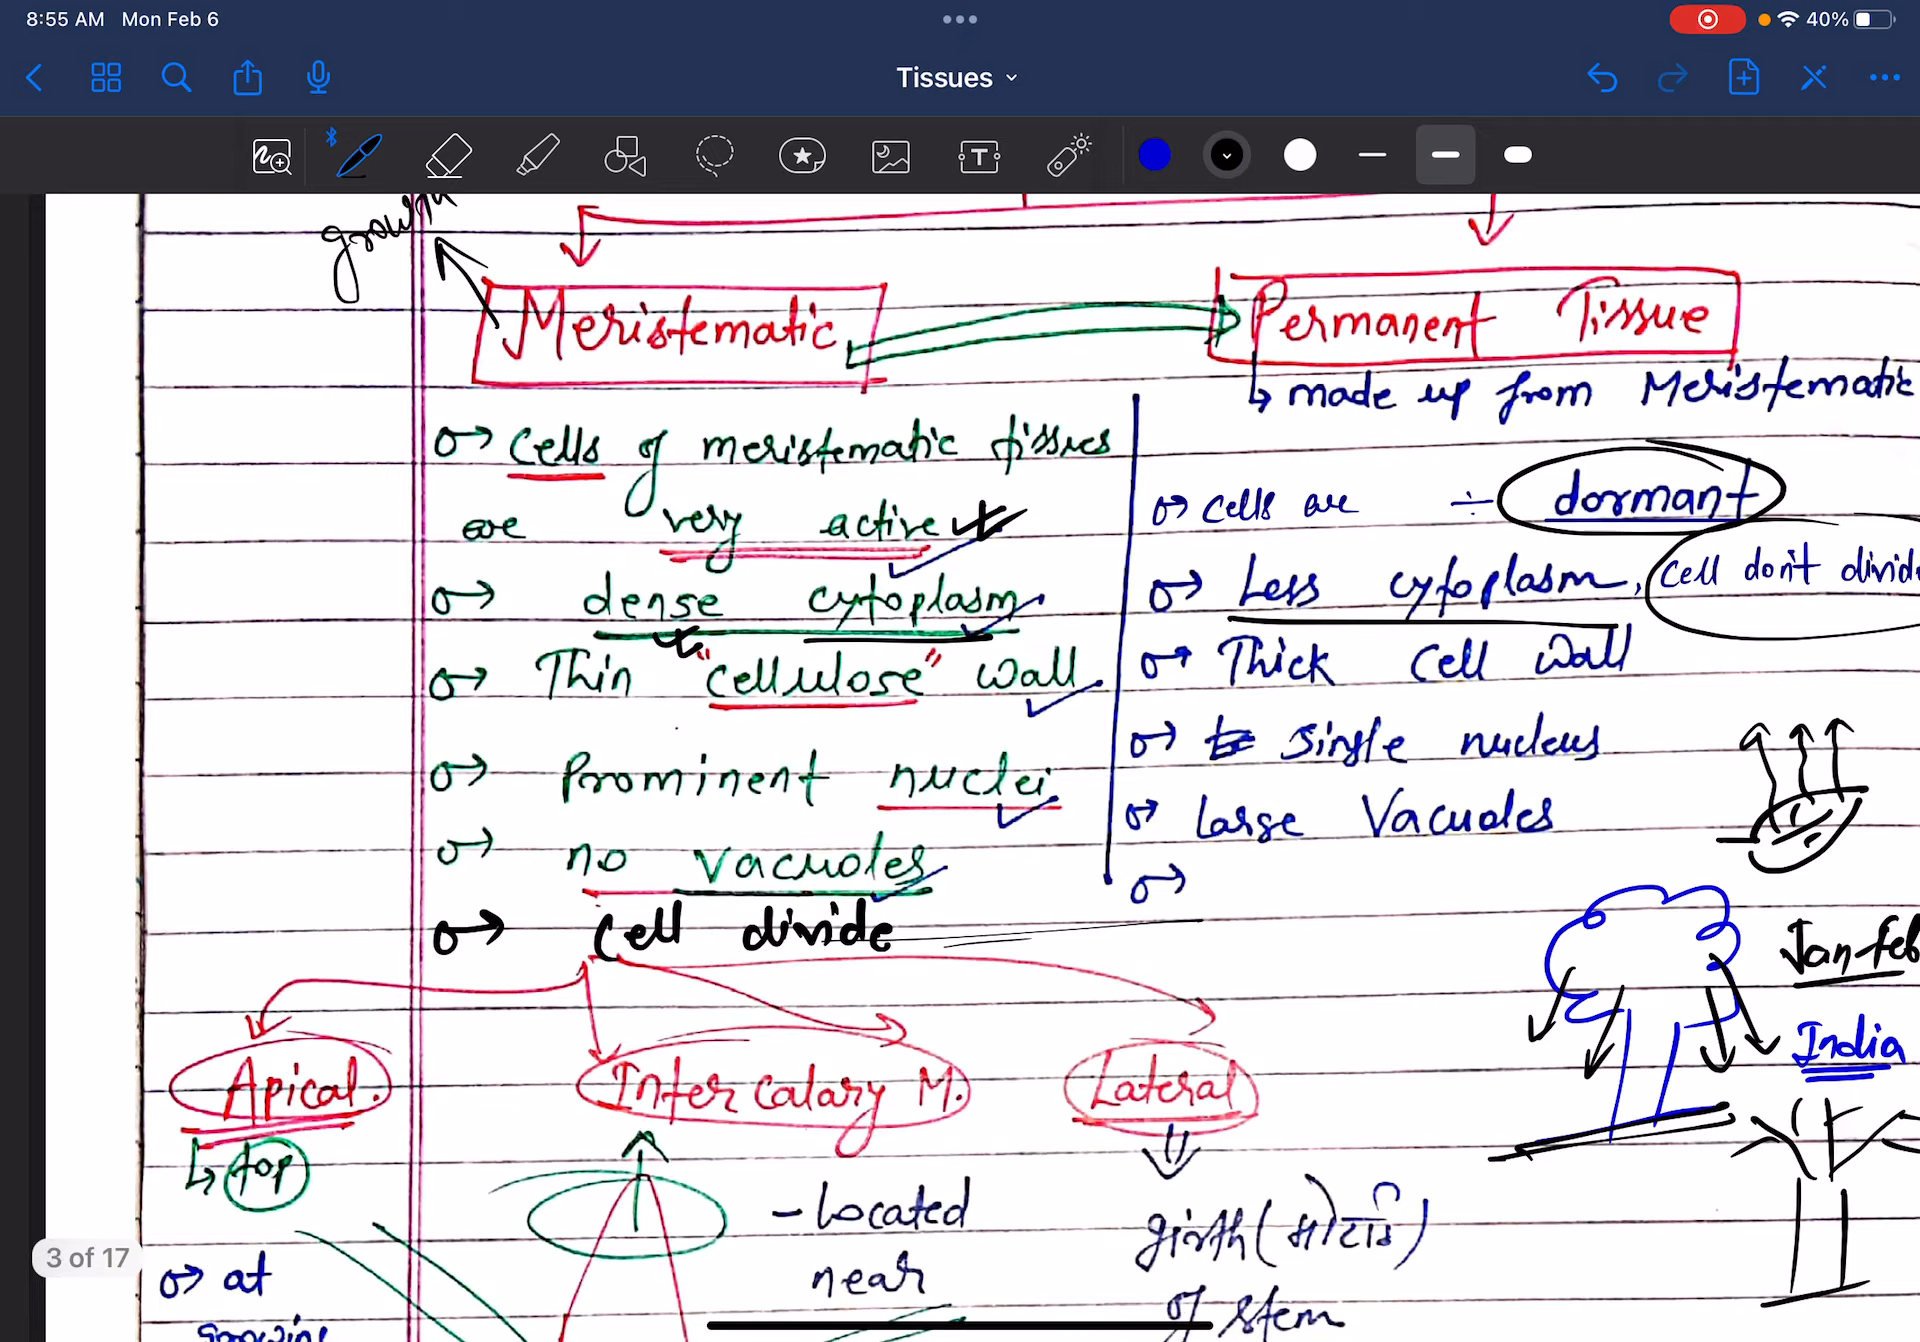 8:55 AM Mon Feb 6
40%
Tissues
T
growth
Meristematic
Permanent Tissue
made up from Meristematic
Cells of meristematic tissues
are very active
dense cytoplasm
Thin "cellulose" wall
Prominent nuclei
no vacuoles
Cell divide
cells are ÷ dormant
Less cytoplasm, Cell don't divide
Thick Cell Wall
Single nucleus
Large Vacuoles
Jan-feb
India
Apical.
Inter calary M.
Lateral
top
- Located
near
girth (मोटाई)
of stem
3 of 17
at
growing